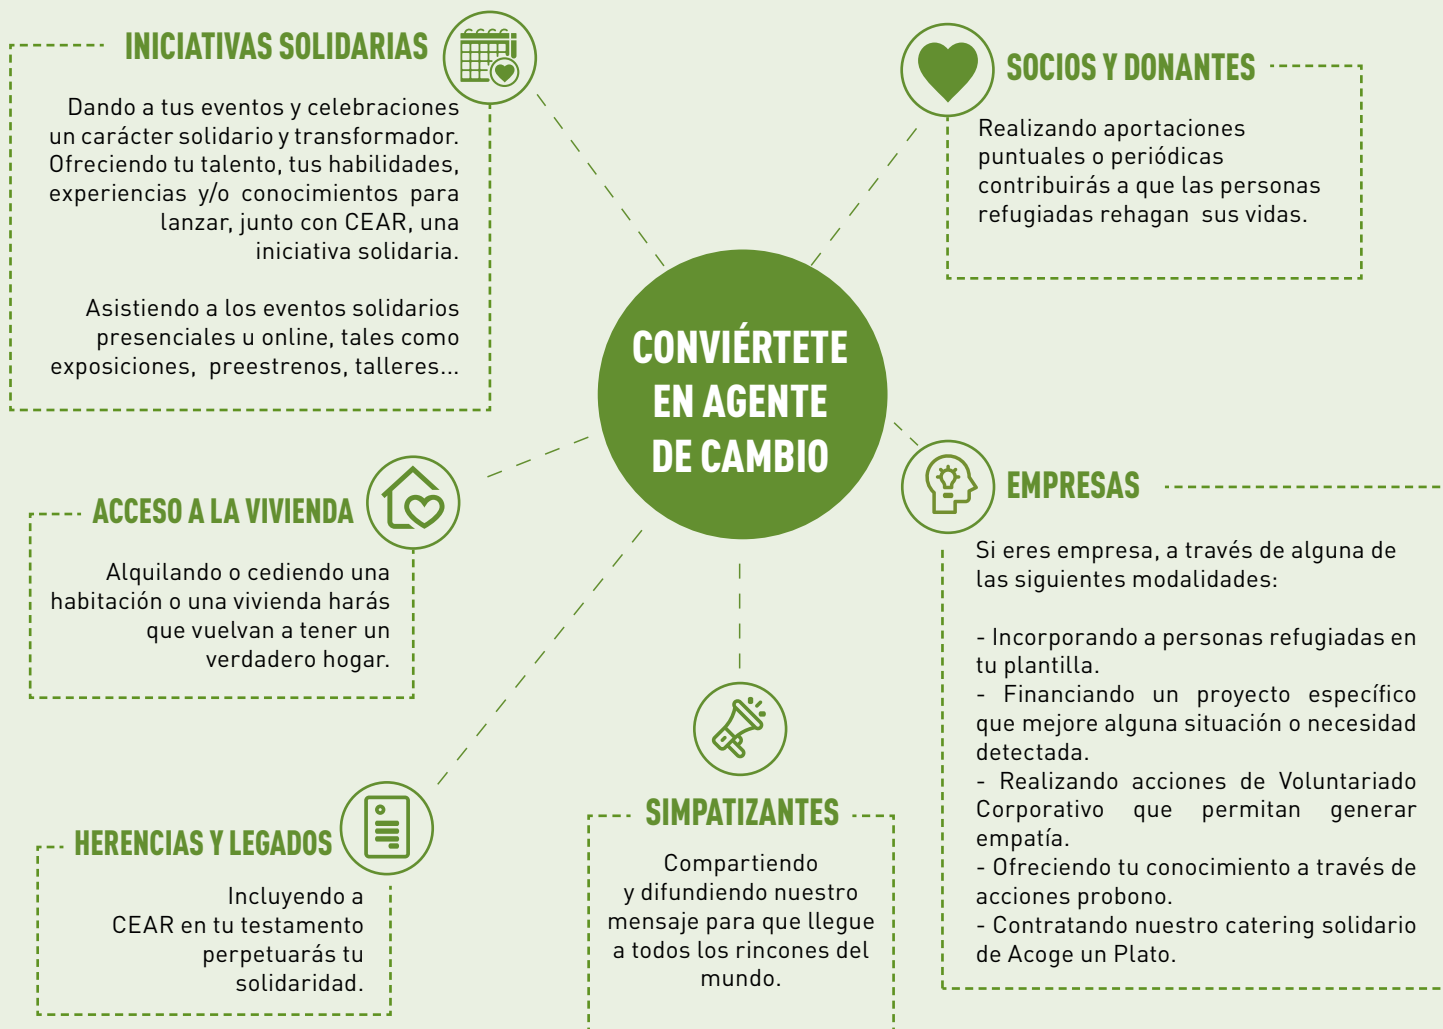 INICIATIVAS SOLIDARIAS
Dando a tus eventos y celebraciones
un carácter solidario y transformador.
Ofreciendo tu talento, tus habilidades,
experiencias y/o conocimientos para
lanzar, junto con CEAR, una
iniciativa solidaria.
Asistiendo a los eventos solidarios
presenciales u online, tales como
exposiciones, preestrenos, talleres...
SOCIOS Y DONANTES
Realizando aportaciones
puntuales o periódicas
contribuirás a que las personas
refugiadas rehagan sus vidas.
CONVIÉRTETE
EN AGENTE
DE CAMBIO
ACCESO A LA VIVIENDA
Alquilando o cediendo una
habitación o una vivienda harás
que vuelvan a tener un
verdadero hogar.
EMPRESAS
Si eres empresa, a través de alguna de
las siguientes modalidades:
- Incorporando a personas refugiadas en
tu plantilla.
- Financiando un proyecto específico
que mejore alguna situación o necesidad
detectada.
- Realizando acciones de Voluntariado
Corporativo que permitan generar
empatía.
- Ofreciendo tu conocimiento a través de
acciones probono.
- Contratando nuestro catering solidario
de Acoge un Plato.
HERENCIAS Y LEGADOS
Incluyendo a
CEAR en tu testamento
perpetuarás tu
solidaridad.
SIMPATIZANTES
Compartiendo
y difundiendo nuestro
mensaje para que llegue
a todos los rincones del
mundo.